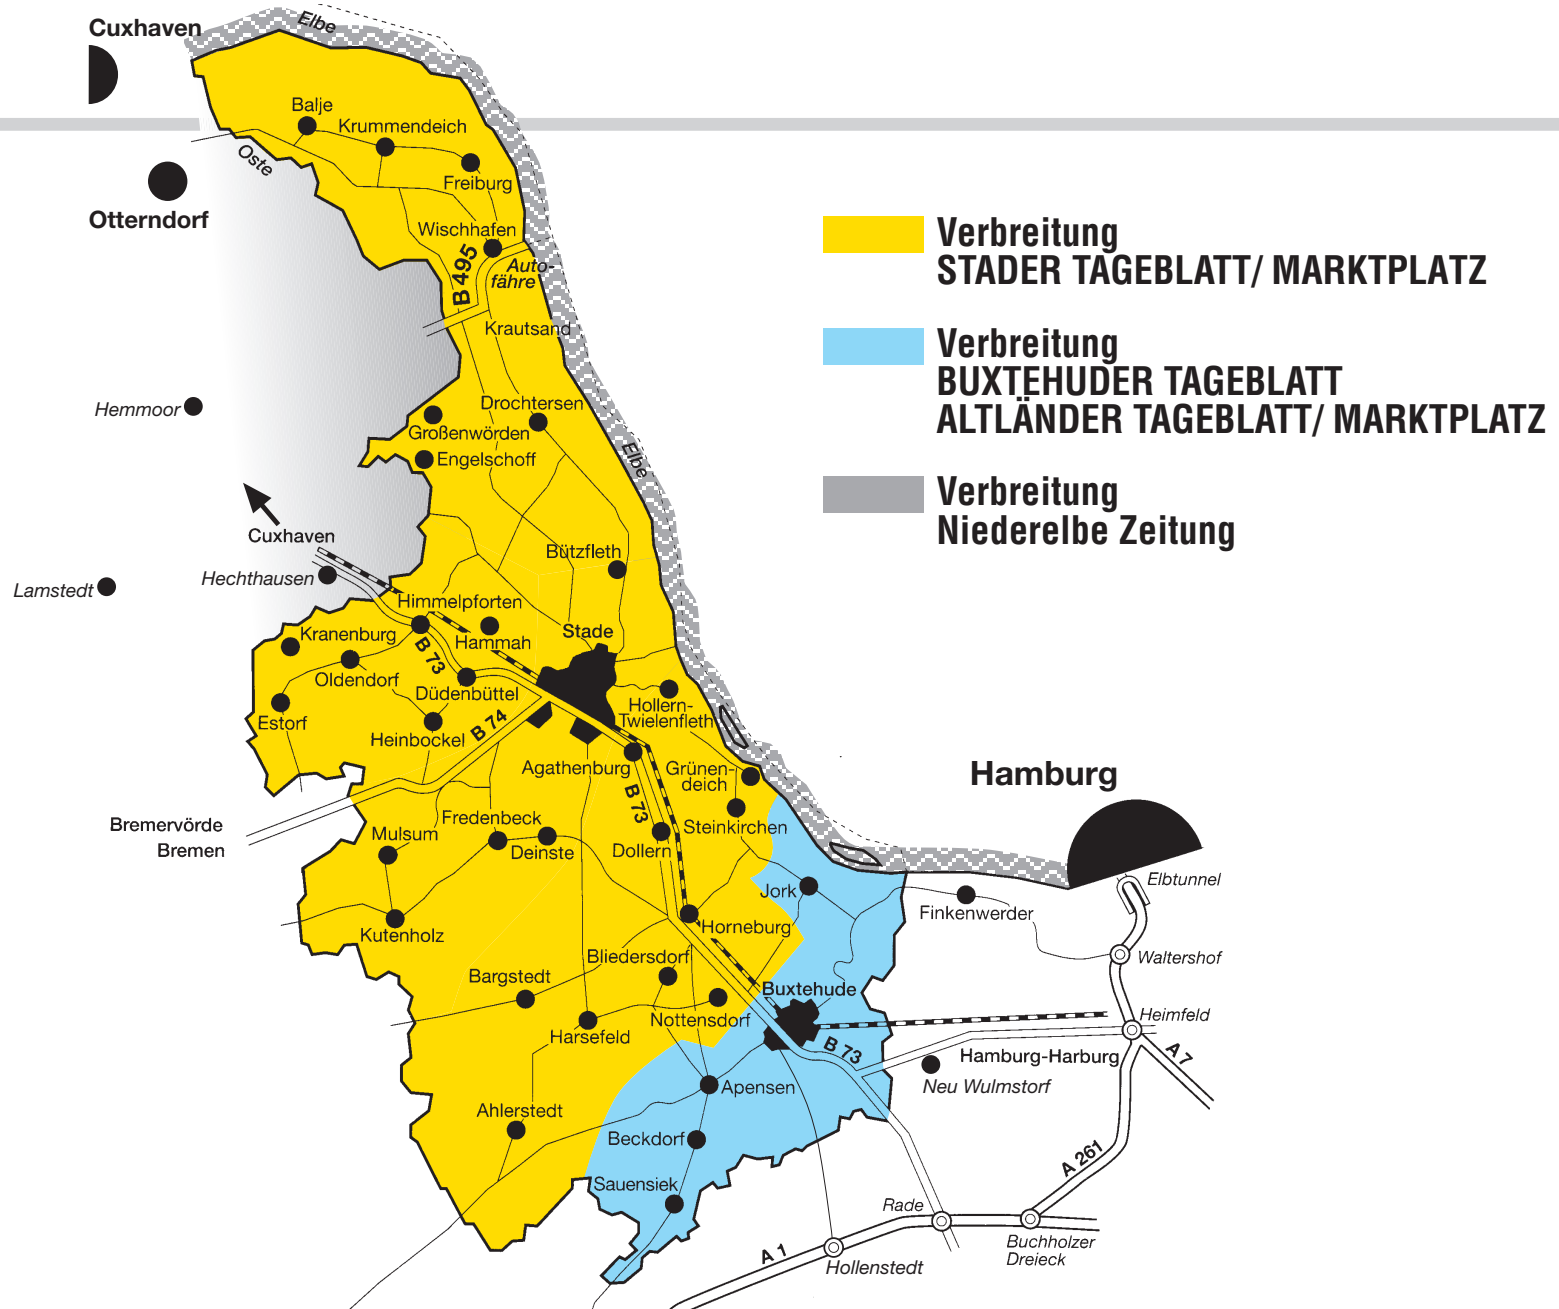 Cuxhaven
Elbe
Balje
Krummendeich
Oste
Freiburg
Otterndorf
Wischhafen
B 495
Auto-
fähre
Krautsand
Verbreitung
STADER TAGEBLATT/ MARKTPLATZ
Verbreitung
BUXTEHUDER TAGEBLATT
ALTLÄNDER TAGEBLATT/ MARKTPLATZ
Verbreitung
Niederelbe Zeitung
Hemmoor
Drochtersen
Großenwörden
Engelschoff
Elbe
Cuxhaven
Bützfleth
Hechthausen
Lamstedt
Himmelpforten
Kranenburg
Hammah
Stade
B 73
Oldendorf
Düdenbüttel
Hollern-
Twielenfleth
Estorf
Heinbockel
B 74
Agathenburg
Grünen-
deich
Hamburg
B 73
Bremervörde
Bremen
Fredenbeck
Mulsum
Deinste
Dollern
Steinkirchen
Jork
Elbtunnel
Finkenwerder
Kutenholz
Horneburg
Bliedersdorf
Waltershof
Bargstedt
Buxtehude
Nottensdorf
Heimfeld
Harsefeld
B 73
Hamburg-Harburg
A 7
Neu Wulmstorf
Apensen
Ahlerstedt
Beckdorf
A 261
Sauensiek
Rade
Buchholzer
Dreieck
A 1
Hollenstedt